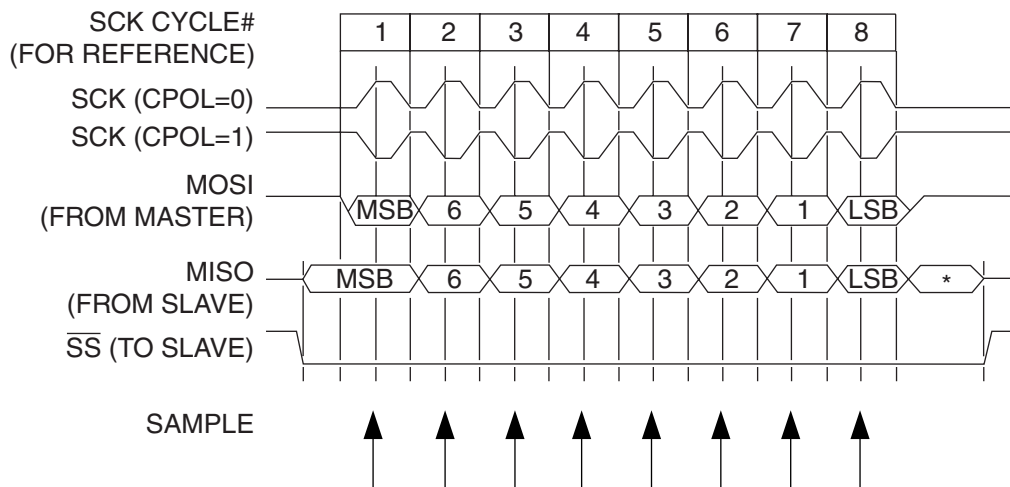 SCK CYCLE#
(FOR REFERENCE)
1 2 3 4 5 6 7 8
SCK (CPOL=0)
SCK (CPOL=1)
MOSI
(FROM MASTER)
MSB 6 5 4 3 2 1 LSB
MISO
(FROM SLAVE)
MSB 6 5 4 3 2 1 LSB *
SS (TO SLAVE)
SAMPLE